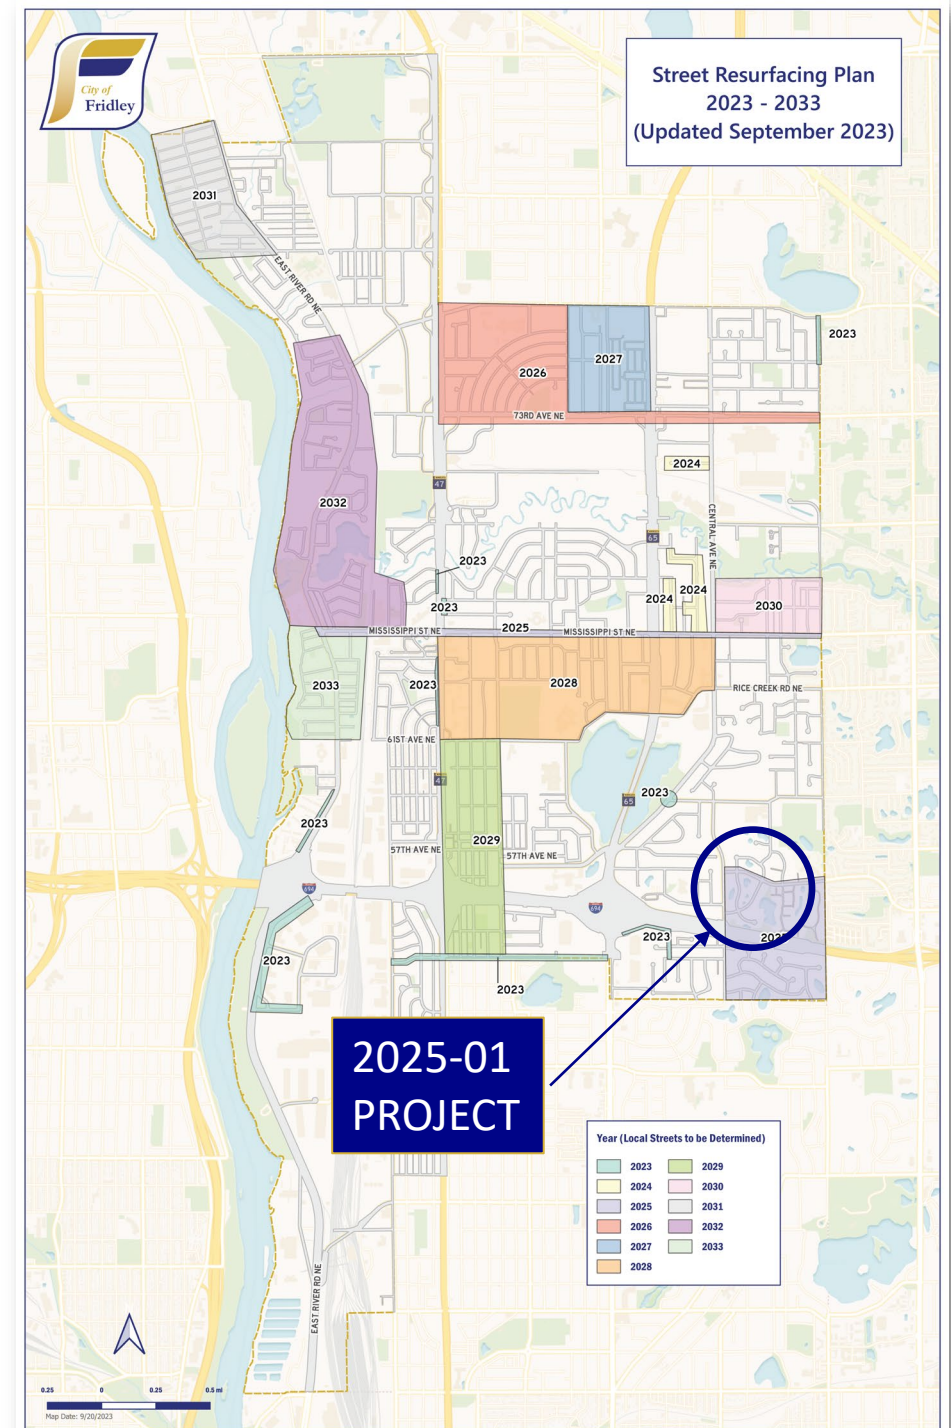 City of
Fridley
Street Resurfacing Plan
2023 - 2033
(Updated September 2023)
2031
EAST RIVER RD NE
2023
2027
2026
73RD AVE NE
2024
47
2032
CENTRAL AVE NE
65
2023
2024
2024
2023
2030
2025
MISSISSIPPI ST NE
MISSISSIPPI ST NE
2033
2023
2028
RICE CREEK RD NE
61ST AVE NE
47
2023
65
2023
2029
57TH AVE NE
57TH AVE NE
694
694
2023
2023
2023
2025-01
PROJECT
Year (Local Streets to be Determined)
2023
2029
2024
2030
2025
2031
2026
2032
2027
2033
2028
EAST RIVER RD NE
0.25 0 0.25 0.5 mi
Map Date: 9/20/2023